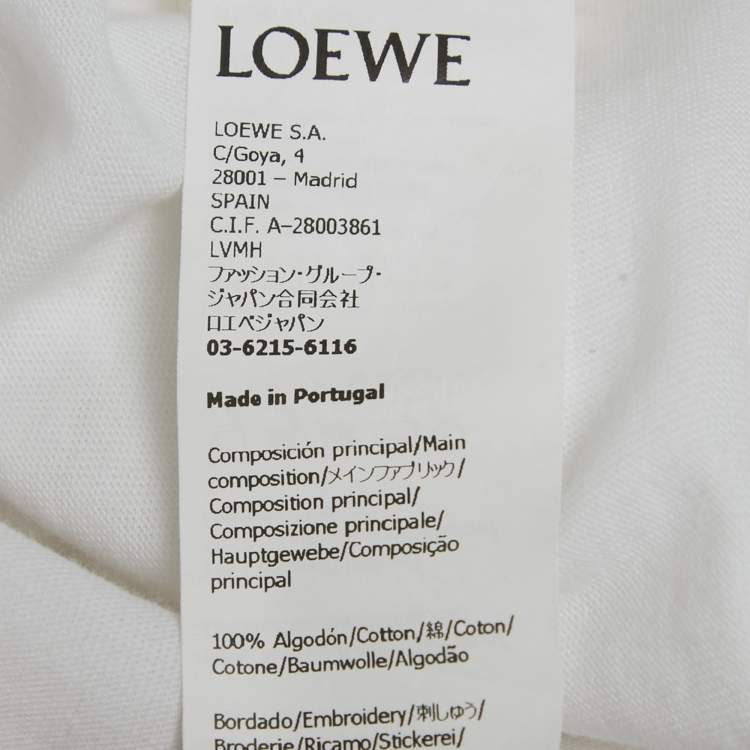 LOEWE
LOEWE S.A.
C/Goya, 4
28001 – Madrid
SPAIN
C.I.F. A–28003861
LVMH
ファッション・グループ・
ジャパン合同会社
ロエベジャパン
03-6215-6116
Made in Portugal
Composición principal/Main
composition/メインファブリック/
Composition principal/
Composizione principale/
Hauptgewebe/Composição
principal
100% Algodón/Cotton/綿/Coton/
Cotone/Baumwolle/Algodão
Bordado/Embroidery/刺しゅう/
Broderie/Ricamo/Stickerei/